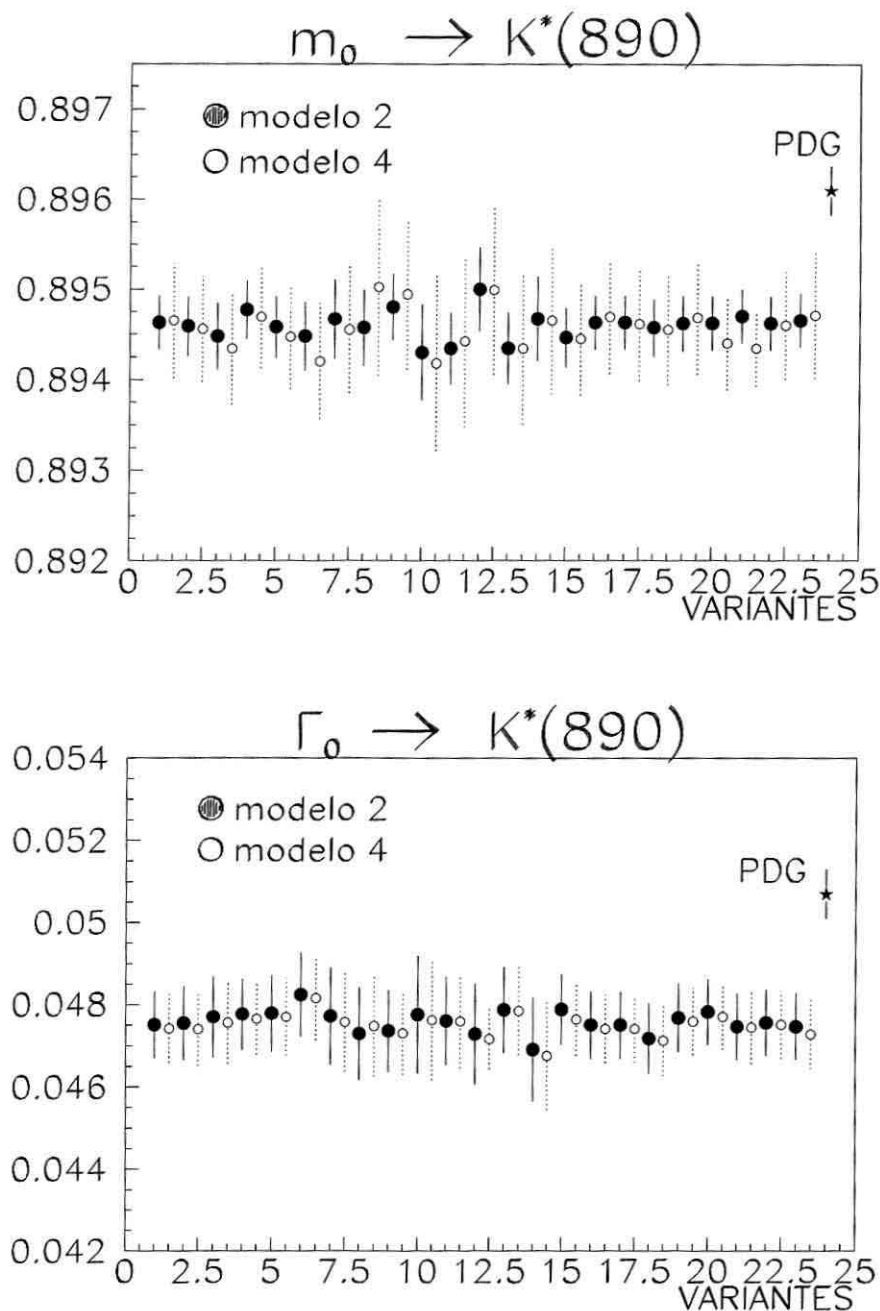 m₀ → K*(890)
0.897
0.896
0.895
0.894
0.893
0.892
modelo 2
modelo 4
PDG
0 2.5 5 7.5 10 12.5 15 17.5 20 22.5 25
VARIANTES
Γ₀ → K*(890)
0.054
0.052
0.05
0.048
0.046
0.044
0.042
modelo 2
modelo 4
PDG
0 2.5 5 7.5 10 12.5 15 17.5 20 22.5 25
VARIANTES